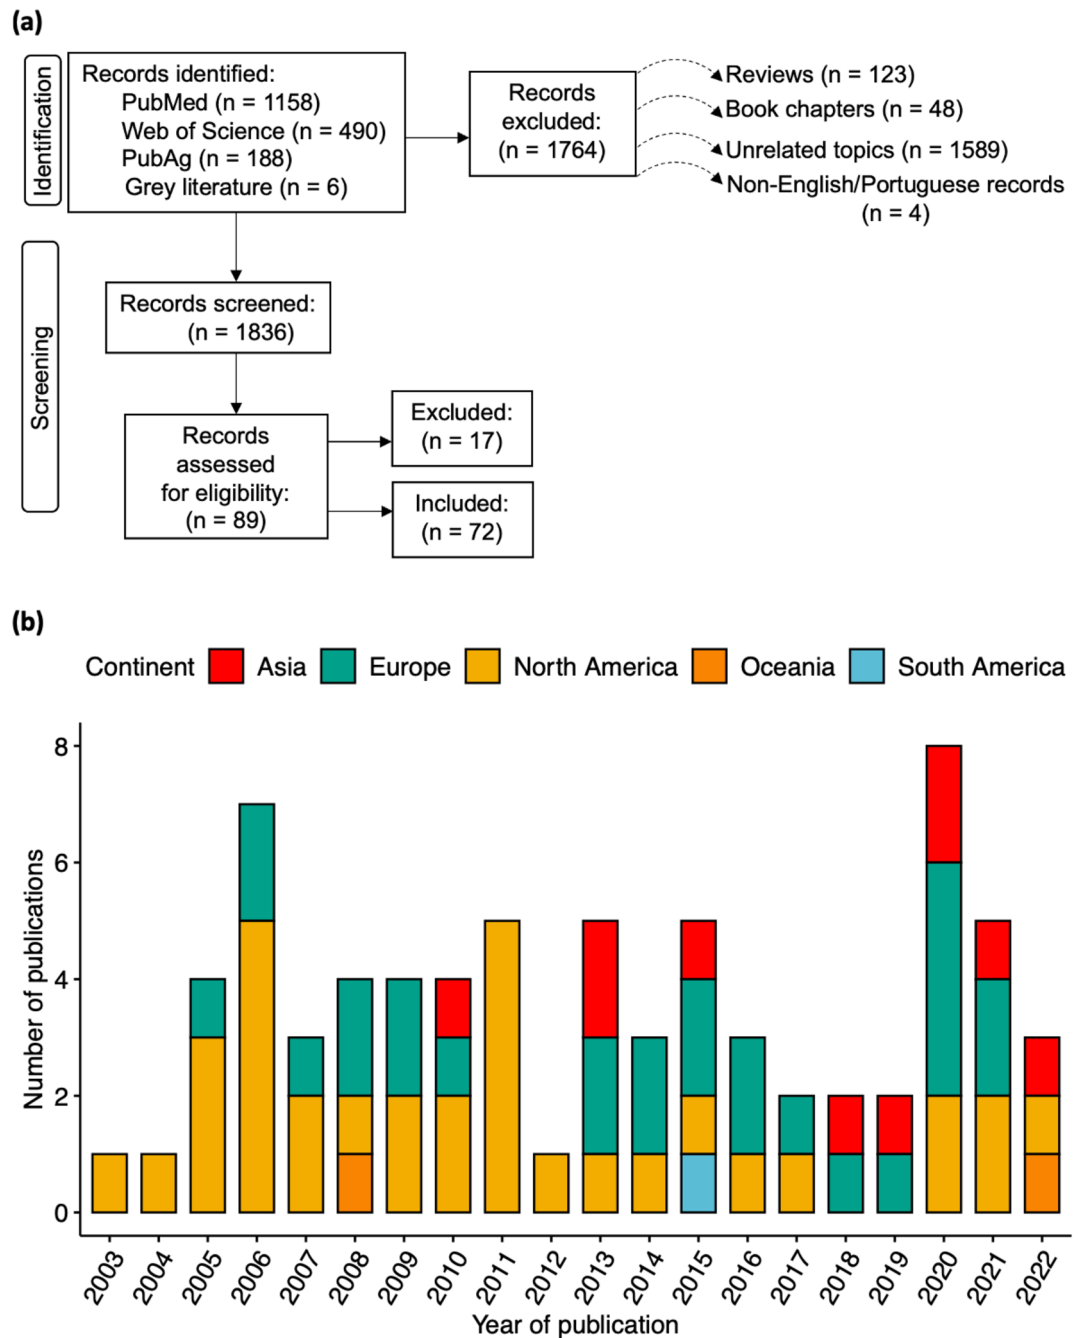 (a)
Identification
Records identified:
PubMed (n = 1158)
Web of Science (n = 490)
PubAg (n = 188)
Grey literature (n = 6)
Records
excluded:
(n = 1764)
Reviews (n = 123)
Book chapters (n = 48)
Unrelated topics (n = 1589)
Non-English/Portuguese records
(n = 4)
Screening
Records screened:
(n = 1836)
Records
assessed
for eligibility:
(n = 89)
Excluded:
(n = 17)
Included:
(n = 72)
(b)
Continent Asia Europe North America Oceania South America
Number of publications
8
6
4
2
0
2003 2004 2005 2006 2007 2008 2009 2010 2011 2012 2013 2014 2015 2016 2017 2018 2019 2020 2021 2022
Year of publication